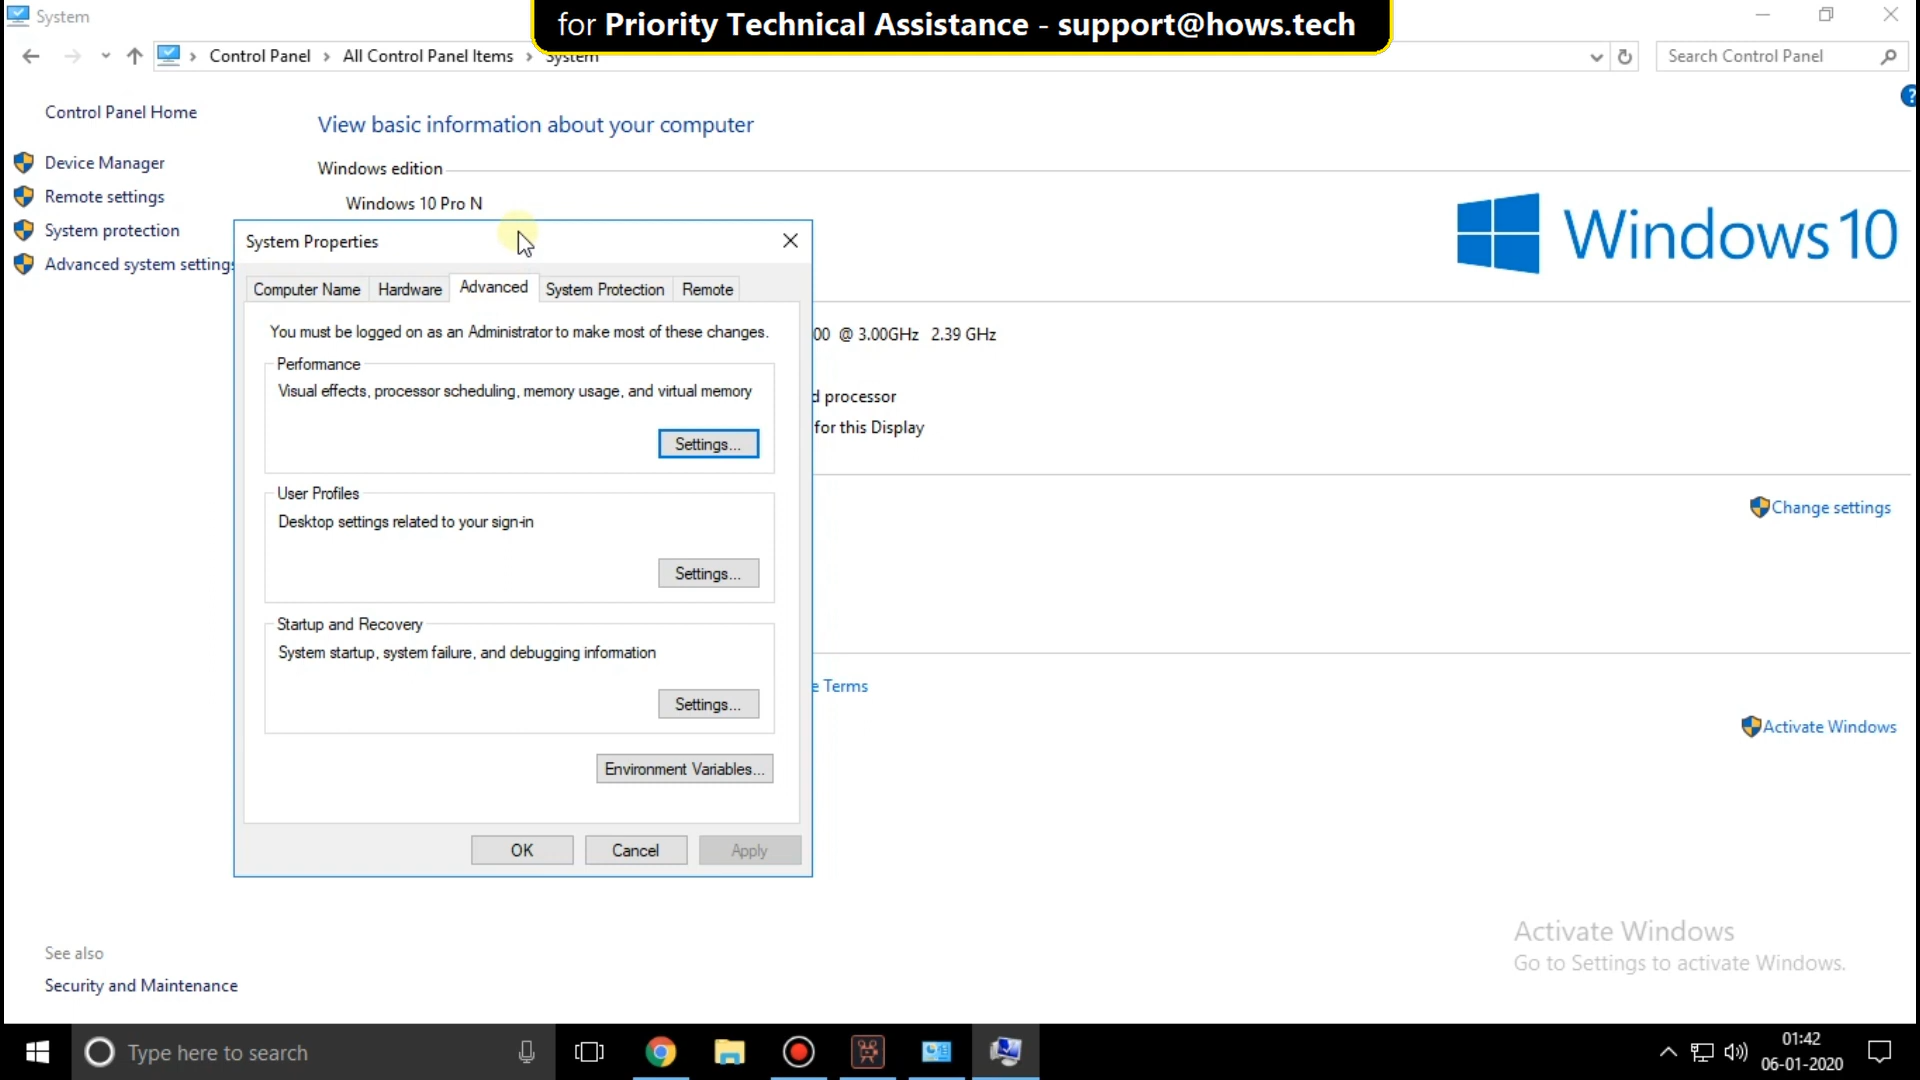 System
for Priority Technical Assistance - support@hows.tech
Control Panel > All Control Panel Items > System
Search Control Panel
Control Panel Home
Device Manager
Remote settings
System protection
Advanced system settings
View basic information about your computer
Windows edition
Windows 10 Pro N
Windows 10
System Properties
Computer Name
Hardware
Advanced
System Protection
Remote
You must be logged on as an Administrator to make most of these changes.
Performance
Visual effects, processor scheduling, memory usage, and virtual memory
Settings...
User Profiles
Desktop settings related to your sign-in
Settings...
Startup and Recovery
System startup, system failure, and debugging information
Settings...
Environment Variables...
OK
Cancel
Apply
00 @ 3.00GHz 2.39 GHz
d processor
for this Display
Change settings
e Terms
Activate Windows
Activate Windows
Go to Settings to activate Windows.
See also
Security and Maintenance
Type here to search
01:42
06-01-2020